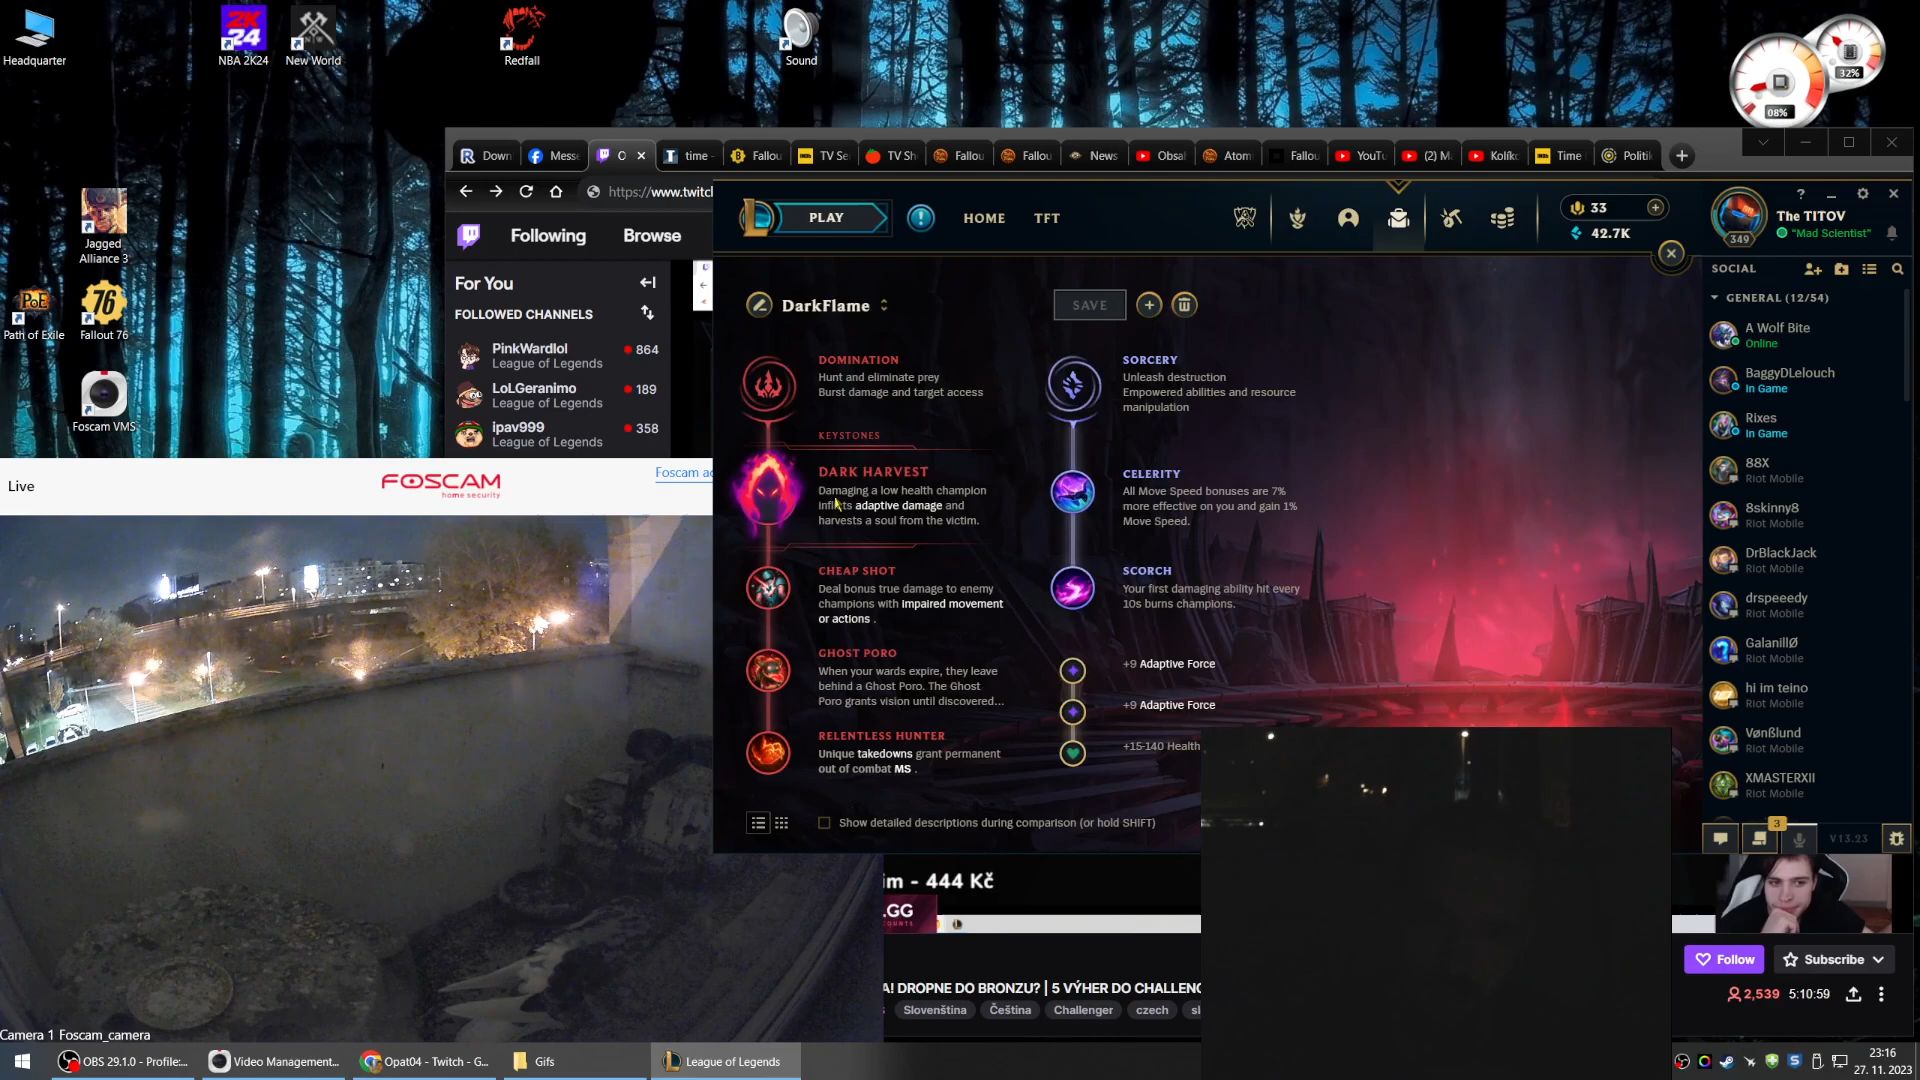 Headquarter
NBA 2K24
New World
Redfall
Sound
32%
08%
Jagged
Alliance 3
Path of Exile
Fallout 76
Foscam VMS
Down
Messe
O
time -
Fallou
TV Se
TV Sh
Fallou
Fallou
News
Obsa
Atom
Fallou
YouTu
(2) M
Kolik
Time
Politi
https://www.twitch
Following
Browse
For You
FOLLOWED CHANNELS
PinkWardlol
864
League of Legends
LoLGeranimo
189
League of Legends
ipav999
358
League of Legends
PLAY
HOME
TFT
33
42.7K
349
The TITOV
"Mad Scientist"
SOCIAL
GENERAL (12/54)
A Wolf Bite
Online
BaggyDLelouch
In Game
Rixes
In Game
88X
Riot Mobile
8skinny8
Riot Mobile
DrBlackJack
Riot Mobile
drspeeedy
Riot Mobile
GalanillØ
Riot Mobile
hi im teino
Riot Mobile
Vønßlund
Riot Mobile
XMASTERXII
Riot Mobile
3
V13.23
DarkFlame
SAVE
DOMINATION
Hunt and eliminate prey
Burst damage and target access
KEYSTONES
DARK HARVEST
Damaging a low health champion
inflicts adaptive damage and
harvests a soul from the victim.
CHEAP SHOT
Deal bonus true damage to enemy
champions with impaired movement
or actions .
GHOST PORO
When your wards expire, they leave
behind a Ghost Poro. The Ghost
Poro grants vision until discovered...
RELENTLESS HUNTER
Unique takedowns grant permanent
out of combat MS .
SORCERY
Unleash destruction
Empowered abilities and resource
manipulation
CELERITY
All Move Speed bonuses are 7%
more effective on you and gain 1%
Move Speed.
SCORCH
Your first damaging ability hit every
10s burns champions.
+9 Adaptive Force
+9 Adaptive Force
+15-140 Health
Show detailed descriptions during comparison (or hold SHIFT)
Live
FOSCAM
home security
Foscam ac
Camera 1 Foscam_camera
im - 444 Kč
.GG
A! DROPNE DO BRONZU? | 5 VÝHER DO CHALLENG
Slovenština
Čeština
Challenger
czech
sl
Follow
Subscribe
2,539
5:10:59
OBS 29.1.0 - Profile:...
Video Management...
Opat04 - Twitch - G...
Gifs
League of Legends
23:16
27. 11. 2023